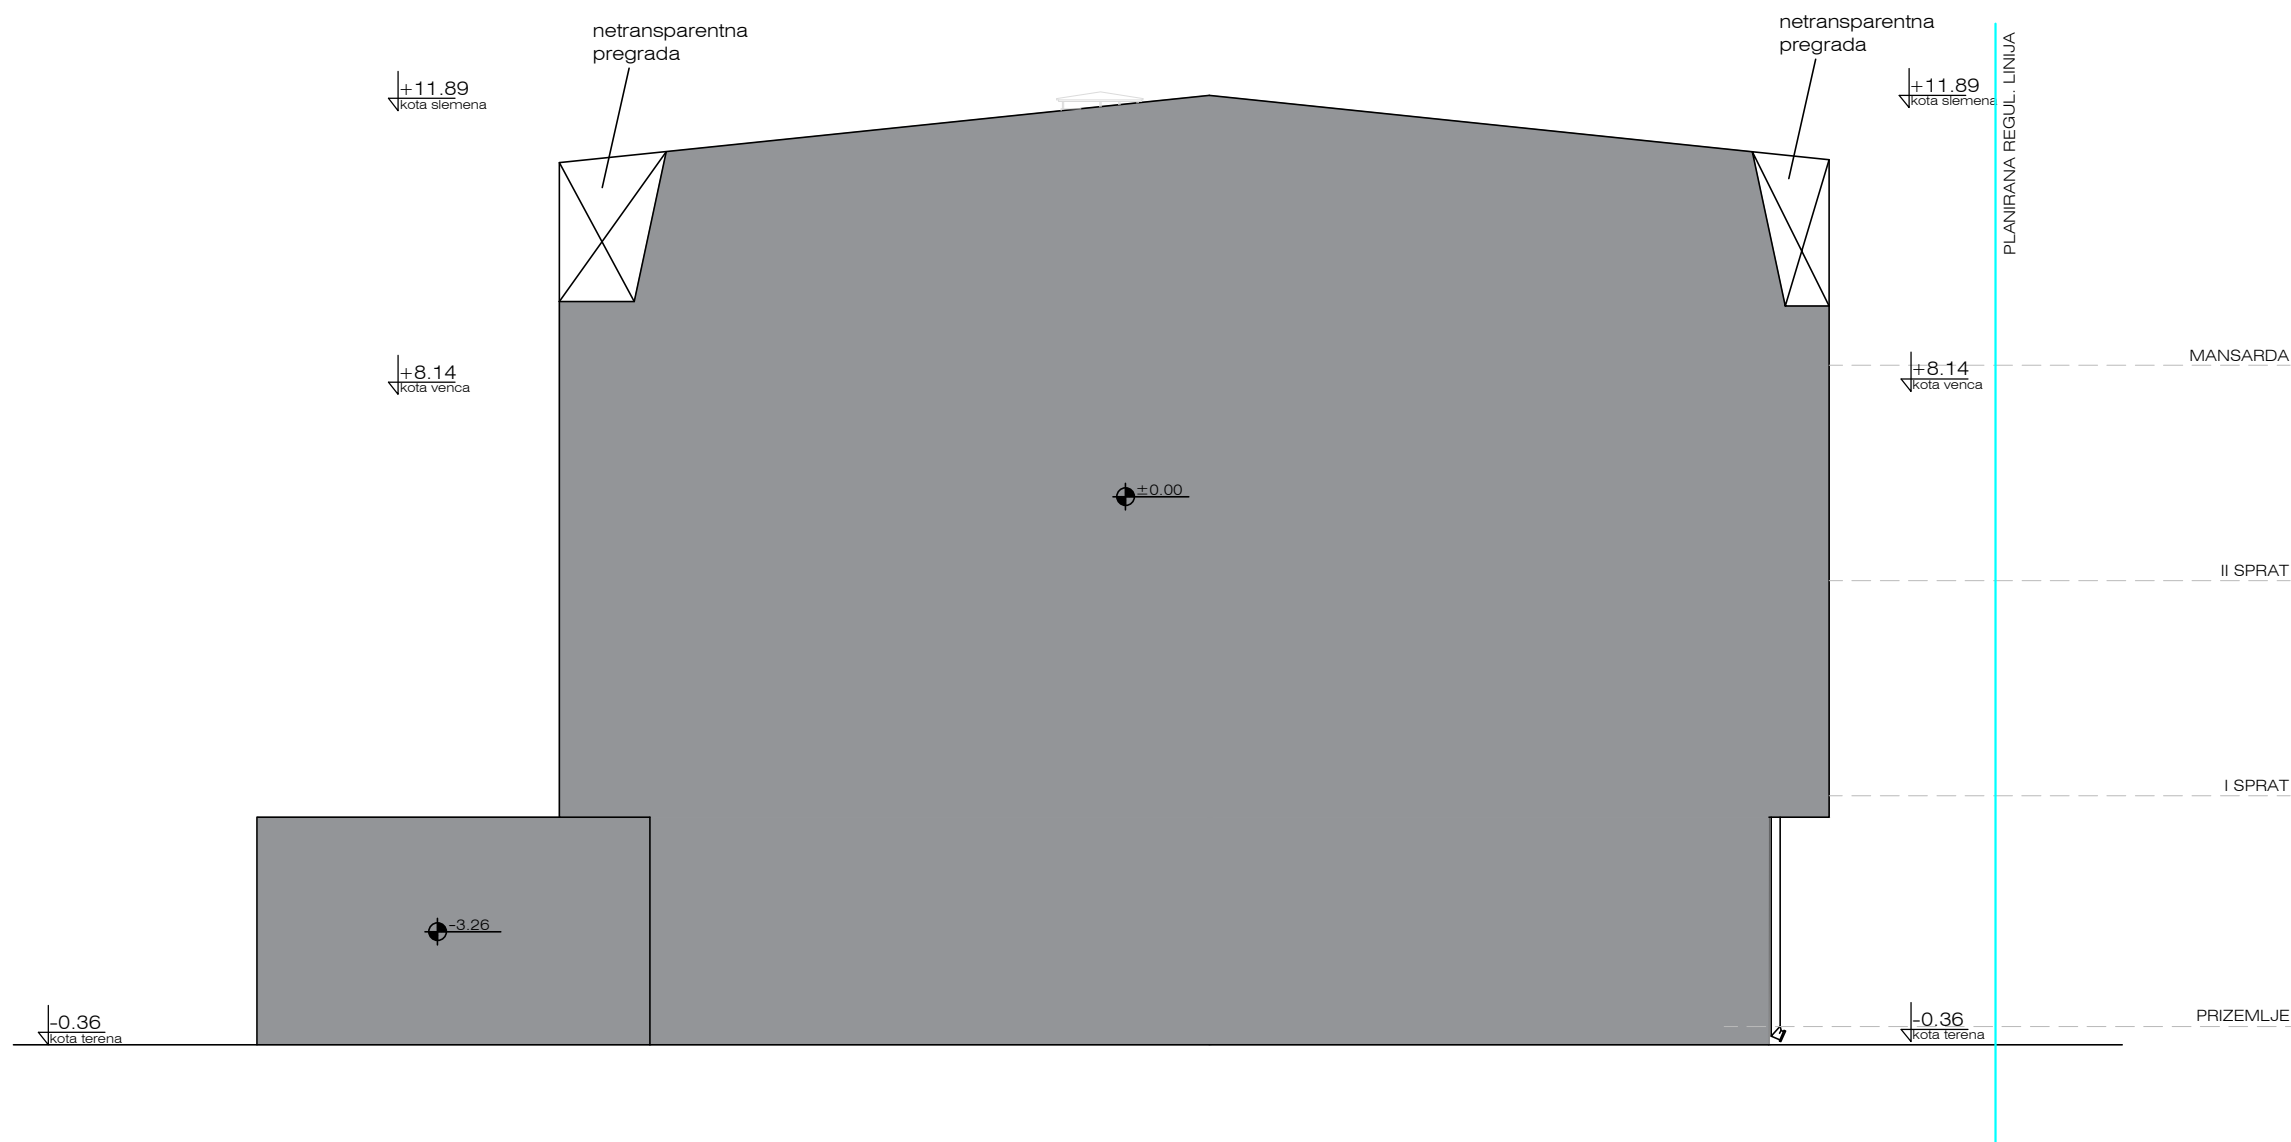 netransparentna
pregrada
netransparentna
pregrada
+11.89
kota slemena
+11.89
kota slemena
PLANIRANA REGUL. LINIJA
MANSARDA
+8.14
kota venca
+8.14
kota venca
±0.00
II SPRAT
I SPRAT
-3.26
PRIZEMLJE
-0.36
kota terena
-0.36
kota terena